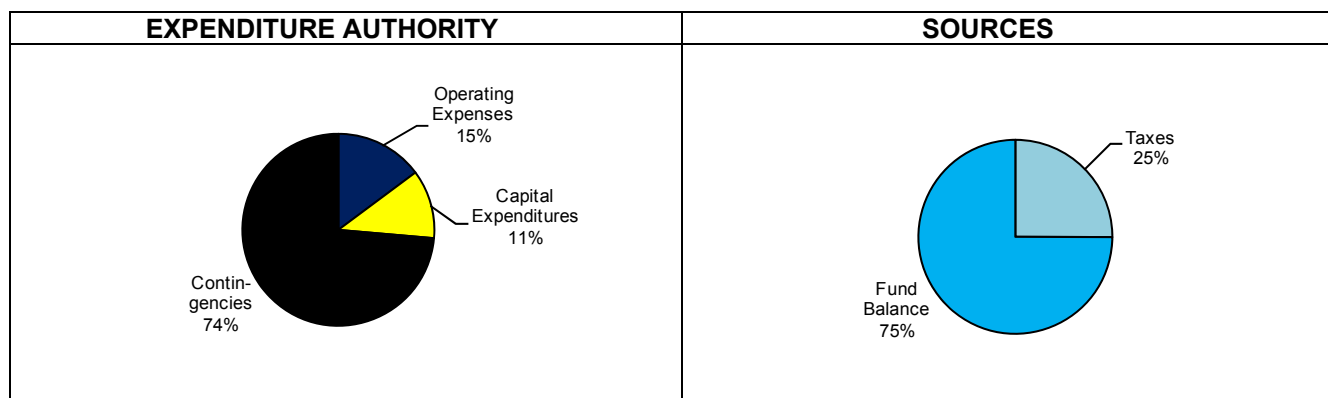 EXPENDITURE AUTHORITY
Operating
Expenses
15%
Capital
Expenditures
11%
Contin-
gencies
74%
SOURCES
Taxes
25%
Fund
Balance
75%